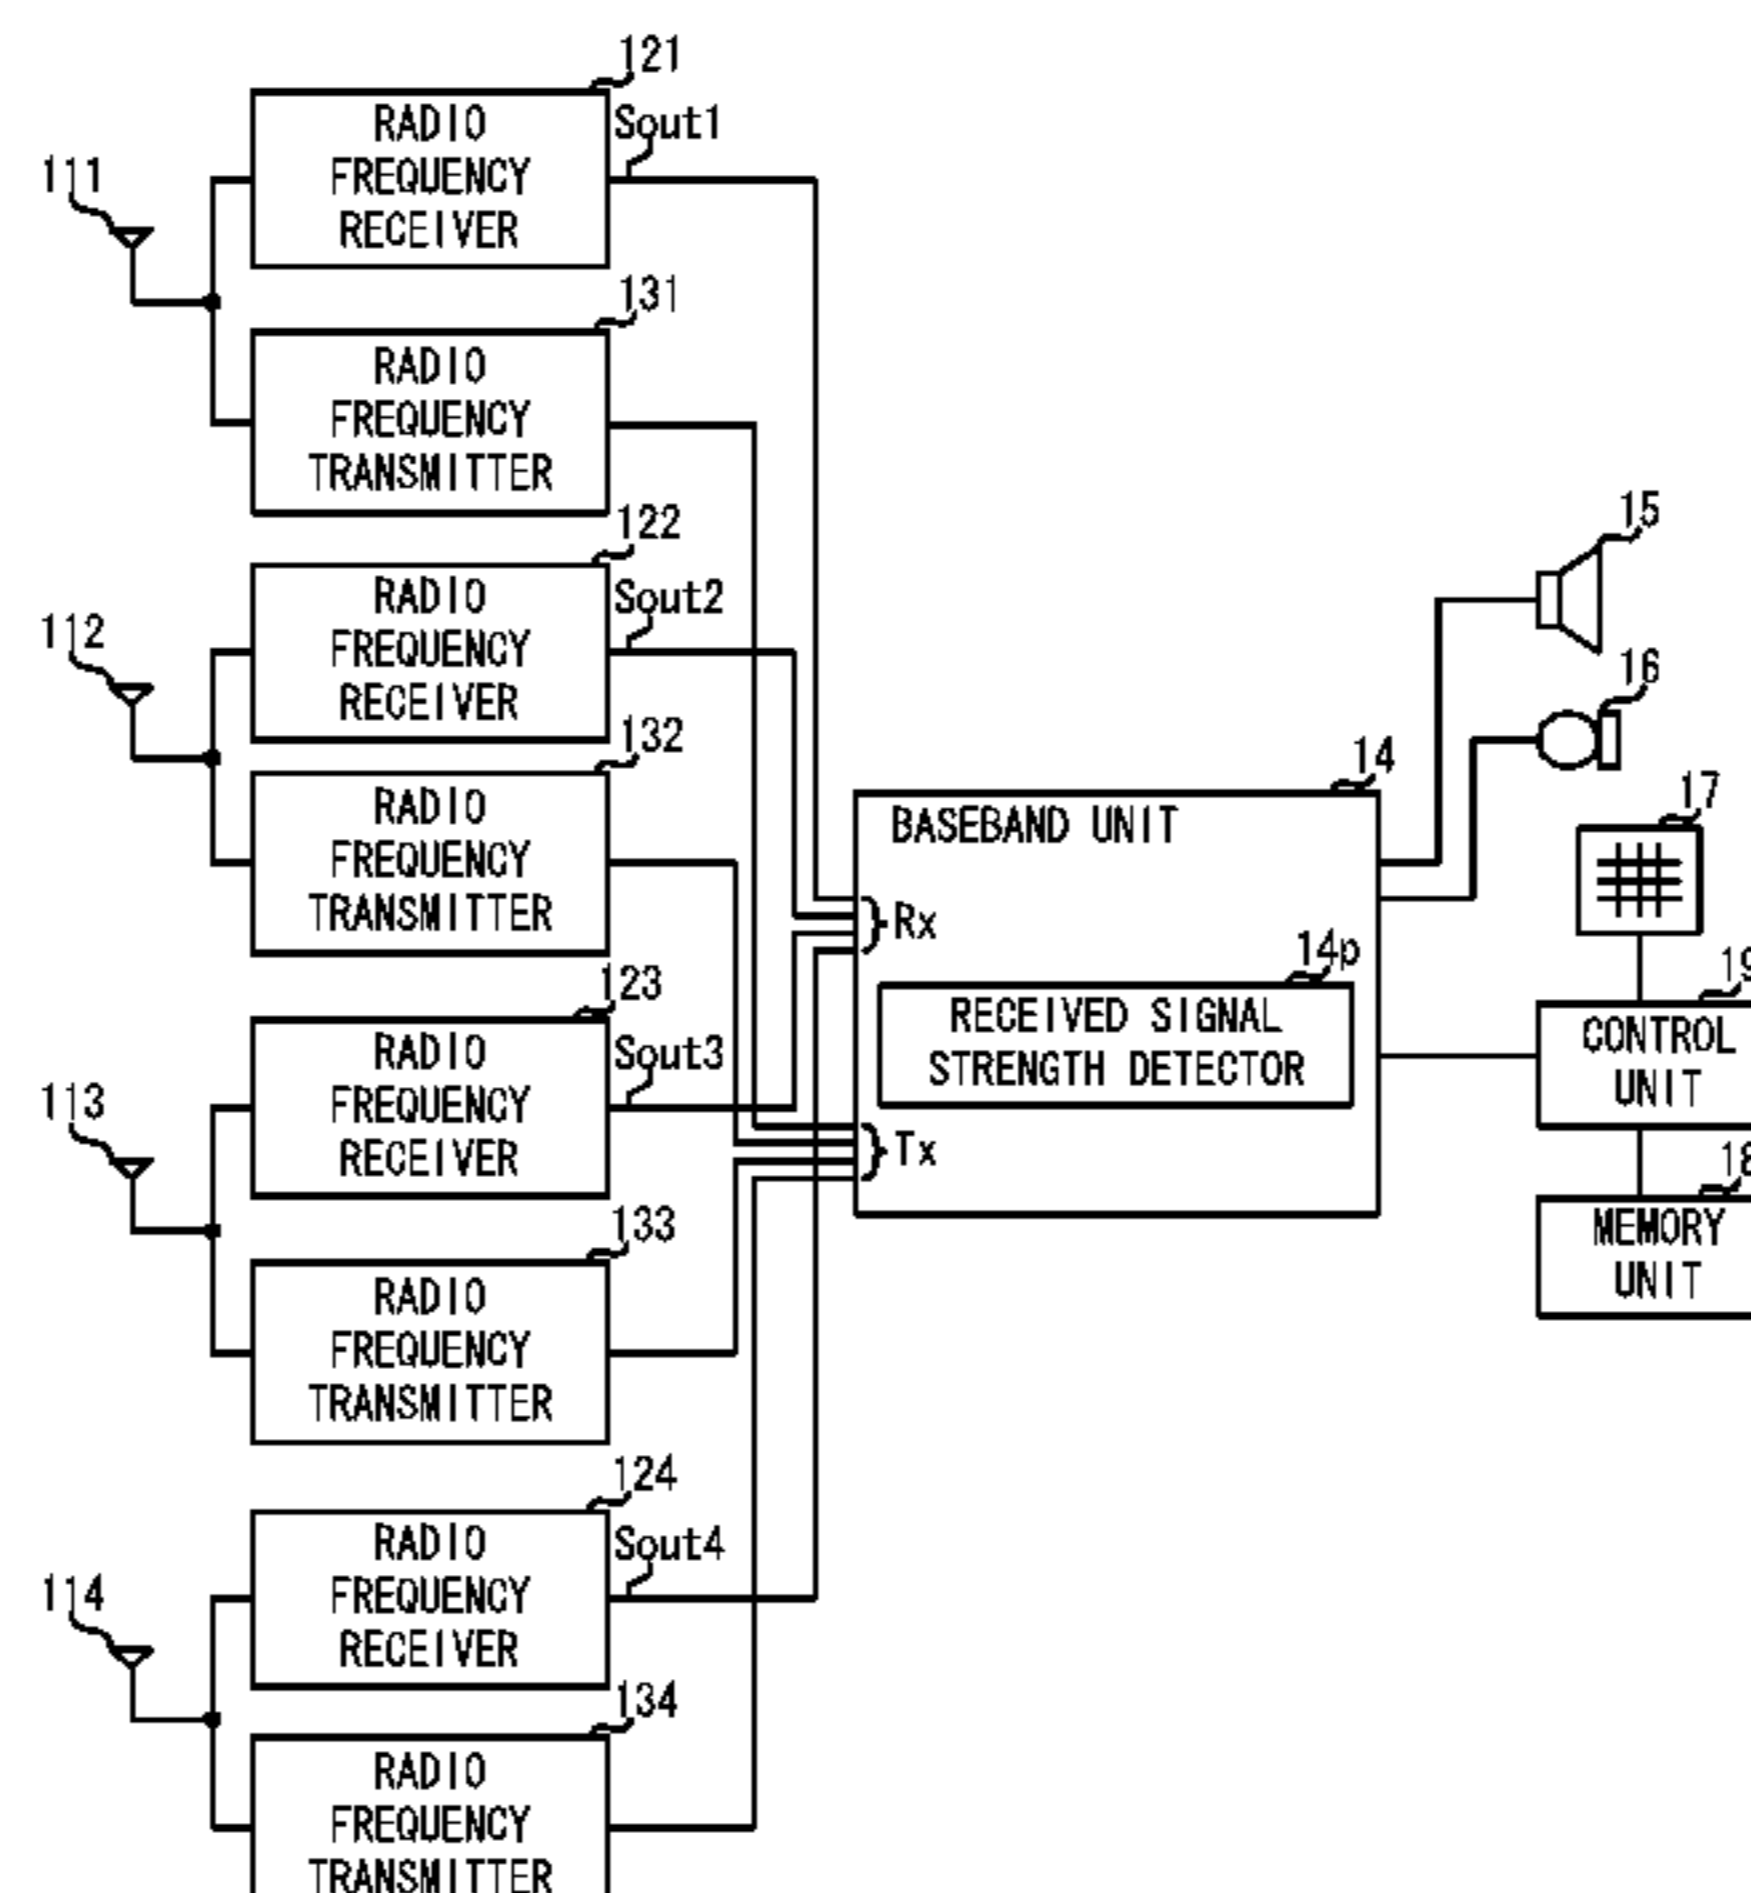 121
RADIO
FREQUENCY
RECEIVER
Sout1
111
131
RADIO
FREQUENCY
TRANSMITTER
122
RADIO
FREQUENCY
RECEIVER
Sout2
112
132
RADIO
FREQUENCY
TRANSMITTER
123
RADIO
FREQUENCY
RECEIVER
Sout3
113
133
RADIO
FREQUENCY
TRANSMITTER
124
RADIO
FREQUENCY
RECEIVER
Sout4
114
134
RADIO
FREQUENCY
TRANSMITTER
14
BASEBAND UNIT
Rx
14p
RECEIVED SIGNAL
STRENGTH DETECTOR
Tx
15
16
17
19
CONTROL
UNIT
18
MEMORY
UNIT